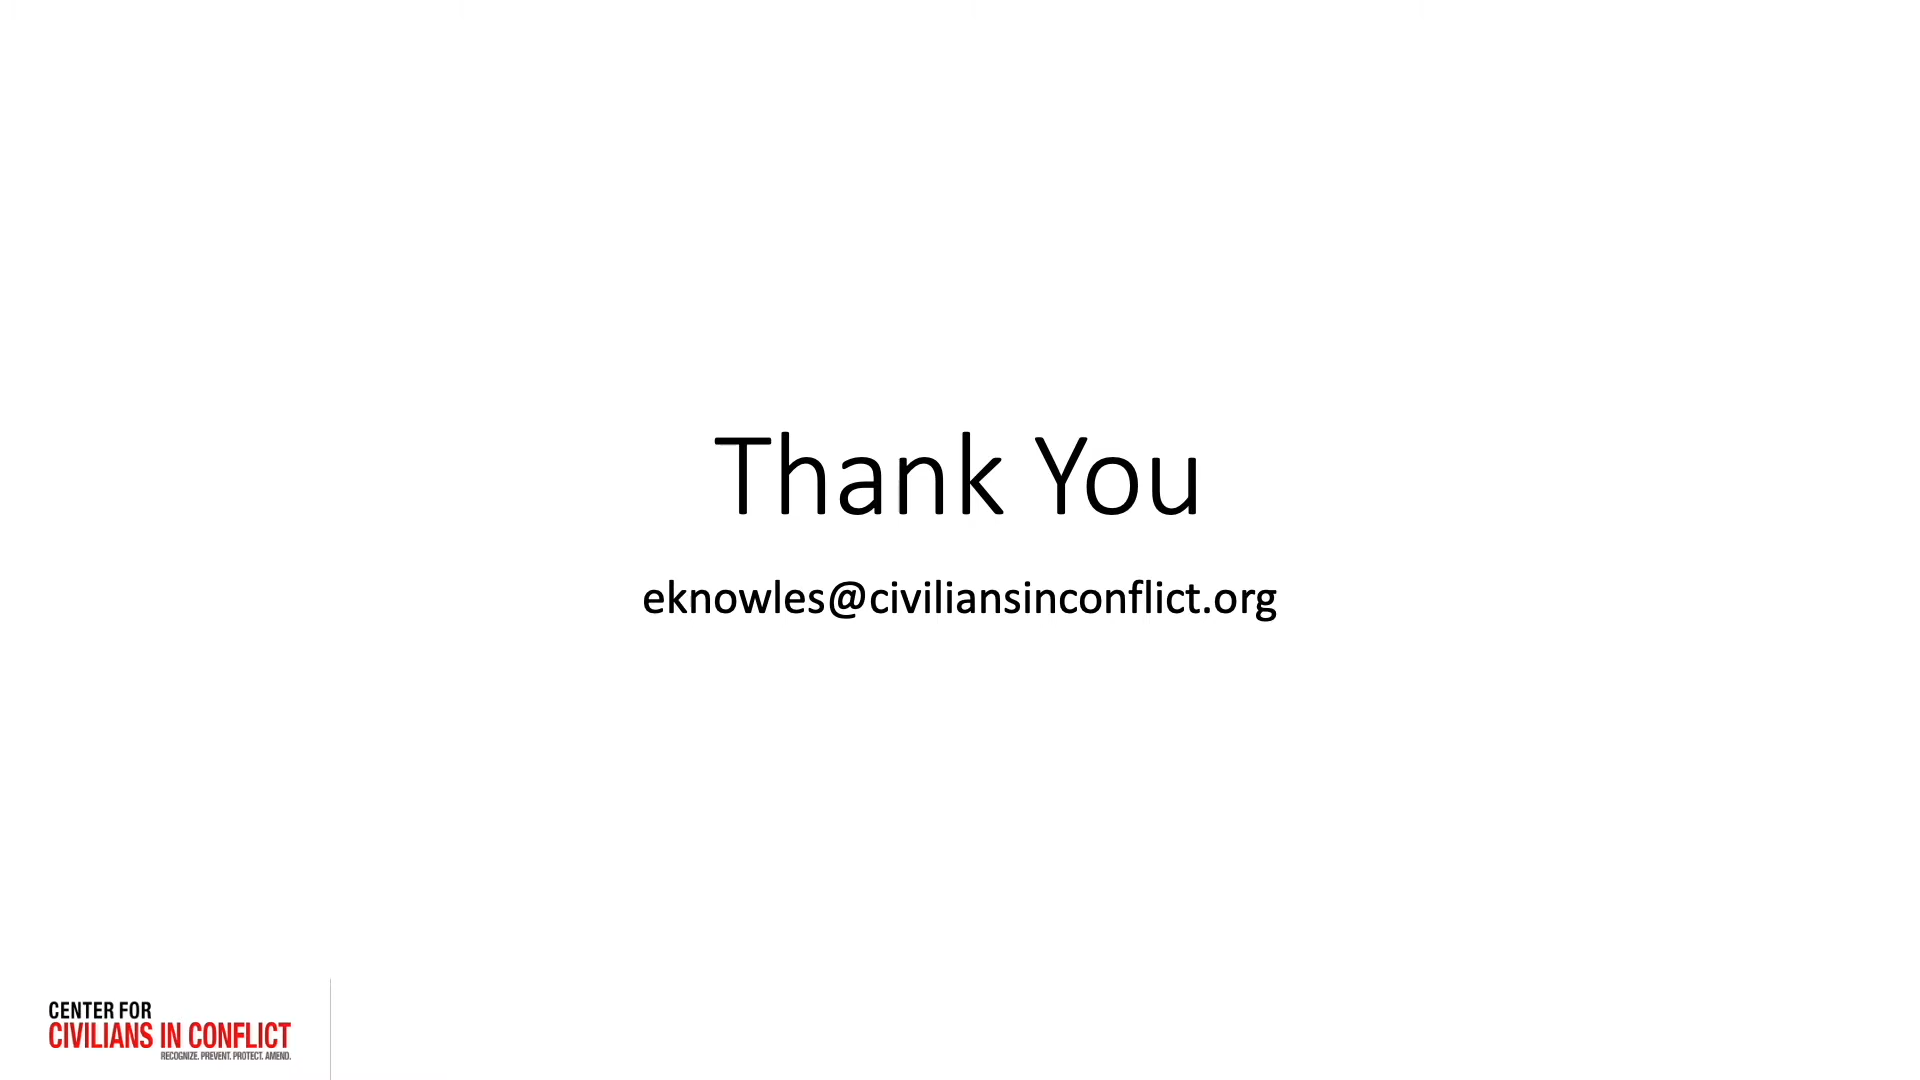 Thank You
eknowles@civiliansinconflict.org
CENTER FOR
CIVILIANS IN CONFLICT
RECOGNIZE. PREVENT. PROTECT. AMEND.